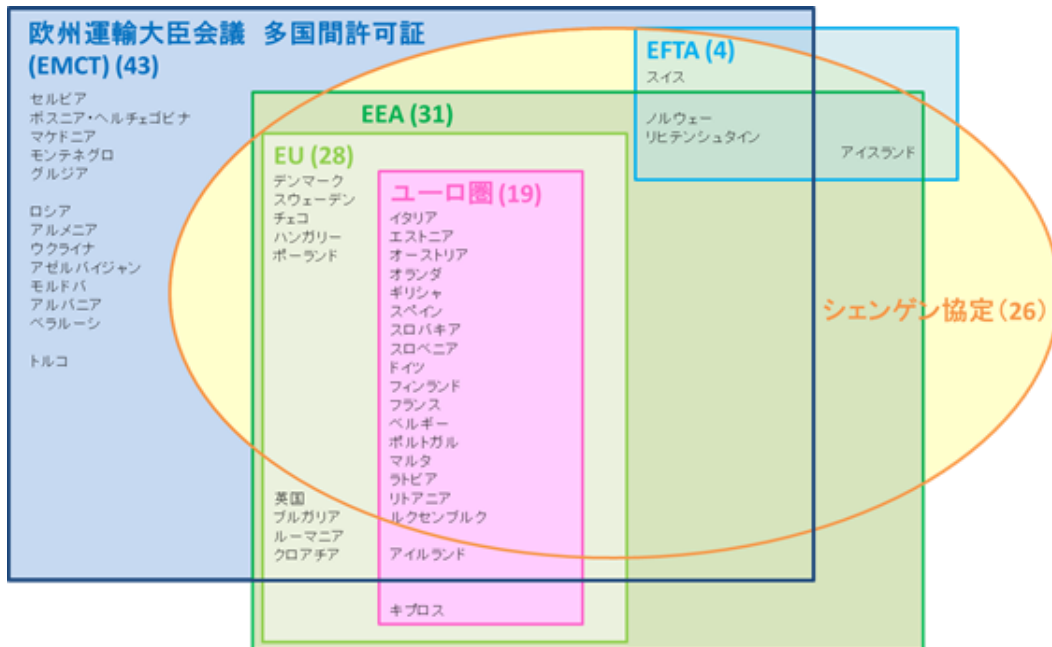 欧州運輸大臣会議 多国間許可証
(EMCT) (43)
セルビア
ボスニア・ヘルチェゴビナ
マケドニア
モンテネグロ
グルジア
ロシア
アルメニア
ウクライナ
アゼルバイジャン
モルドバ
アルバニア
ベラルーシ
トルコ
EFTA (4)
スイス
ノルウェー
リヒテンシュタイン
アイスランド
EEA (31)
EU (28)
デンマーク
スウェーデン
チェコ
ハンガリー
ポーランド
英国
ブルガリア
ルーマニア
クロアチア
ユーロ圏 (19)
イタリア
エストニア
オーストリア
オランダ
ギリシャ
スペイン
スロバキア
スロベニア
ドイツ
フィンランド
フランス
ベルギー
ポルトガル
マルタ
ラトビア
リトアニア
ルクセンブルク
アイルランド
キプロス
シェンゲン協定（26）